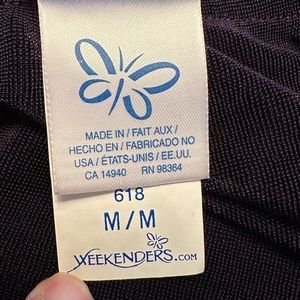 MADE IN / FAIT AUX /
HECHO EN / FABRICADO NO
USA / ÉTATS-UNIS / EE.UU.
CA 14940 RN 98364
618
M/M
WEEKENDERS.COM